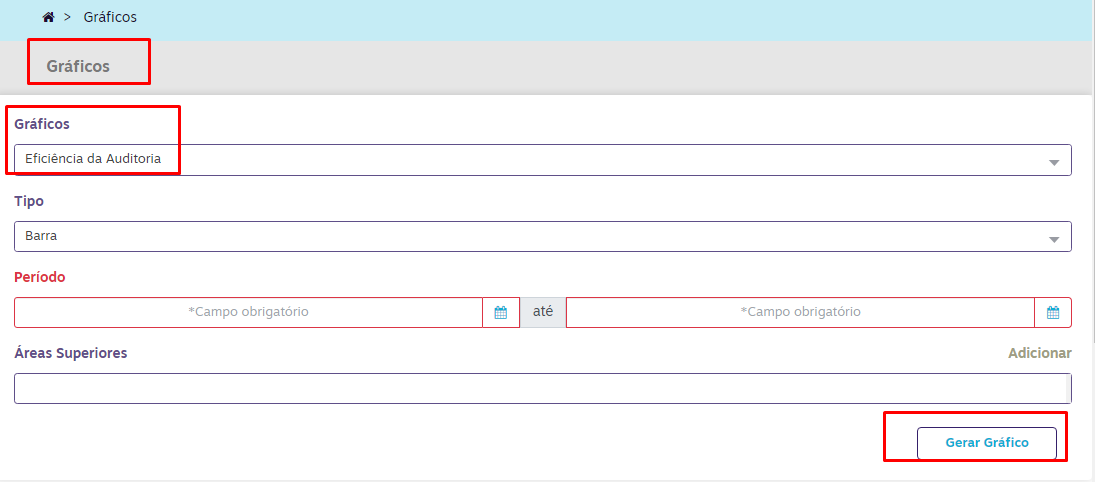 > Gráficos
Gráficos
Gráficos
Eficiência da Auditoria
Tipo
Barra
Período
*Campo obrigatório até *Campo obrigatório
Áreas Superiores Adicionar
Gerar Gráfico